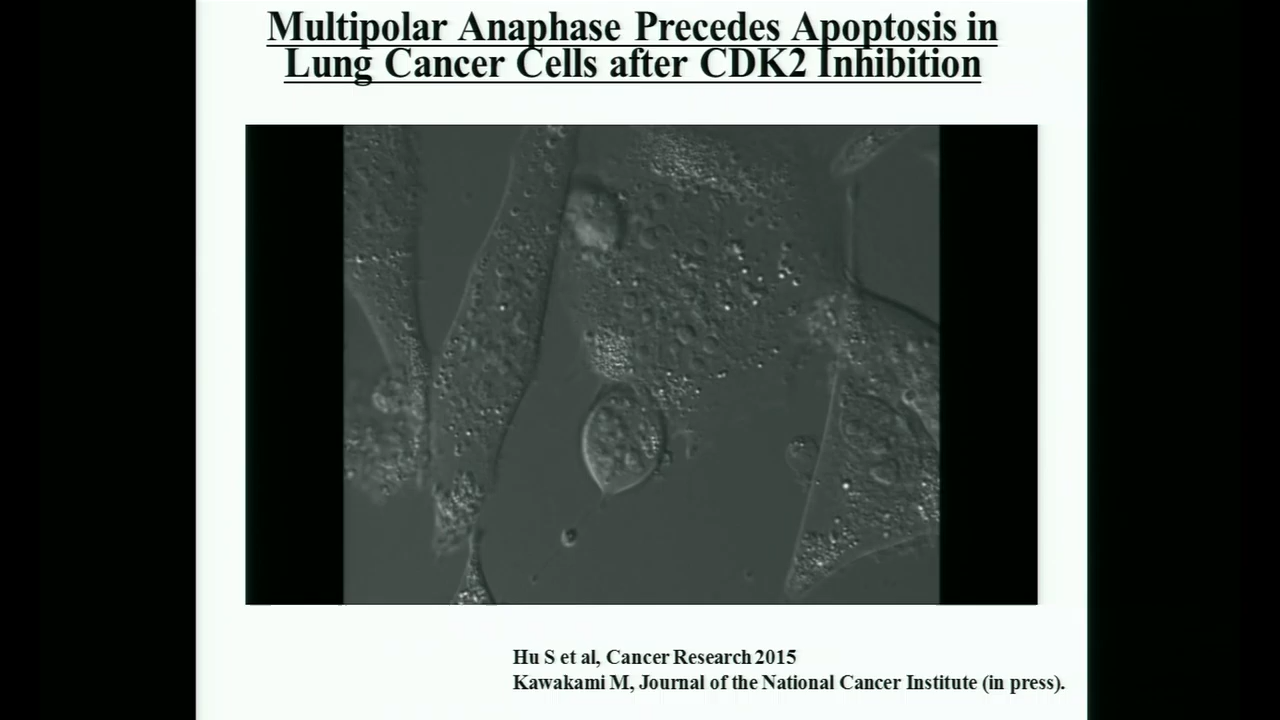 Multipolar Anaphase Precedes Apoptosis in
Lung Cancer Cells after CDK2 Inhibition
Hu S et al, Cancer Research 2015
Kawakami M, Journal of the National Cancer Institute (in press).